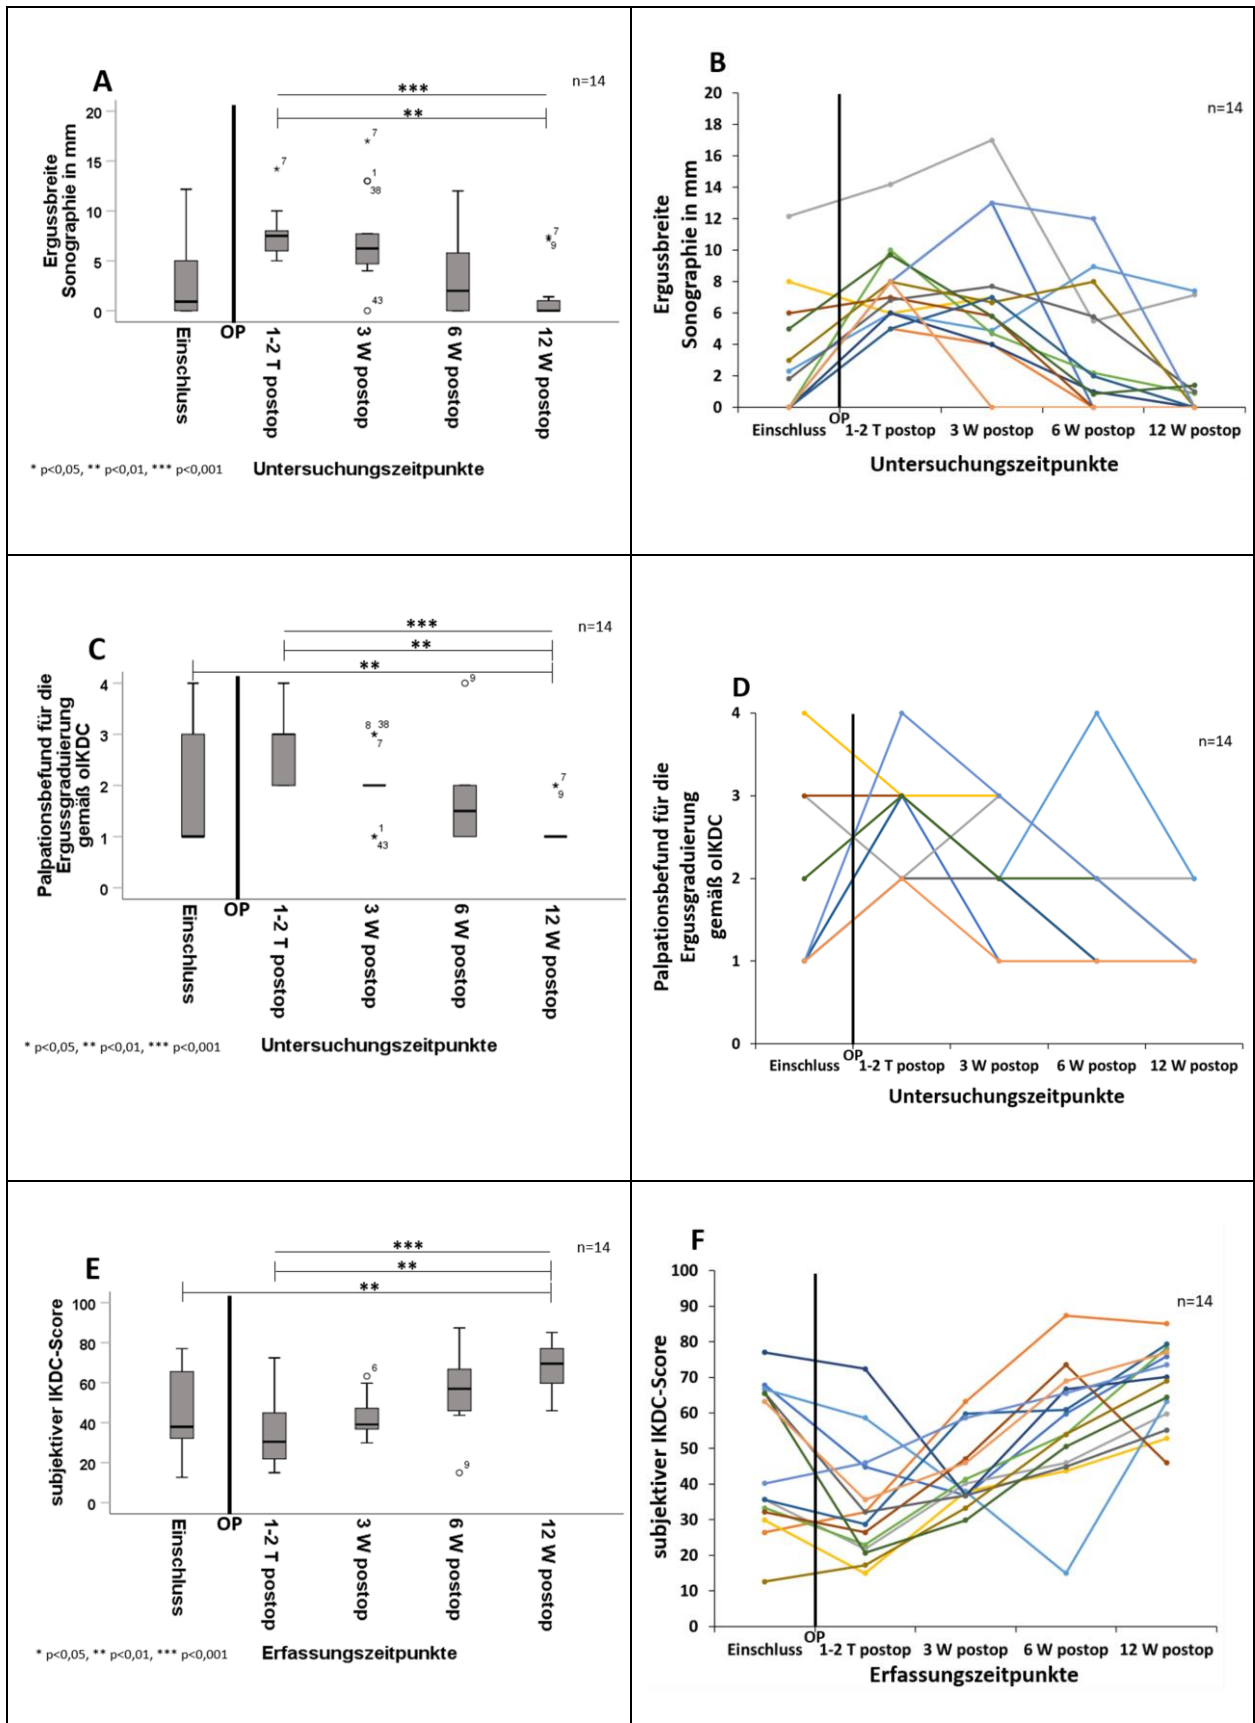 A
n=14
***
**
Ergussbreite
Sonographie in mm
20
15
10
5
0
7
7
1
38
43
7
9
Einschluss
OP
1-2 T postop
3 W postop
6 W postop
12 W postop
* p<0,05, ** p<0,01, *** p<0,001
Untersuchungszeitpunkte
B
n=14
Ergussbreite
Sonographie in mm
20
18
16
14
12
10
8
6
4
2
0
OP
Einschluss
1-2 T postop
3 W postop
6 W postop
12 W postop
Untersuchungszeitpunkte
C
n=14
***
**
**
Palpationsbefund für die
Ergussgraduierung
gemäß oIKDC
4
3
2
1
0
8 38
7
1
43
9
7
9
Einschluss
OP
1-2 T postop
3 W postop
6 W postop
12 W postop
* p<0,05, ** p<0,01, *** p<0,001
Untersuchungszeitpunkte
D
n=14
Palpationsbefund für die
Ergussgraduierung
gemäß oIKDC
4
3
2
1
0
OP
Einschluss
1-2 T postop
3 W postop
6 W postop
12 W postop
Untersuchungszeitpunkte
E
n=14
***
**
**
subjektiver IKDC-Score
100
80
60
40
20
0
6
9
Einschluss
OP
1-2 T postop
3 W postop
6 W postop
12 W postop
* p<0,05, ** p<0,01, *** p<0,001
Erfassungszeitpunkte
F
n=14
subjektiver IKDC-Score
100
90
80
70
60
50
40
30
20
10
0
OP
Einschluss
1-2 T postop
3 W postop
6 W postop
12 W postop
Erfassungszeitpunkte